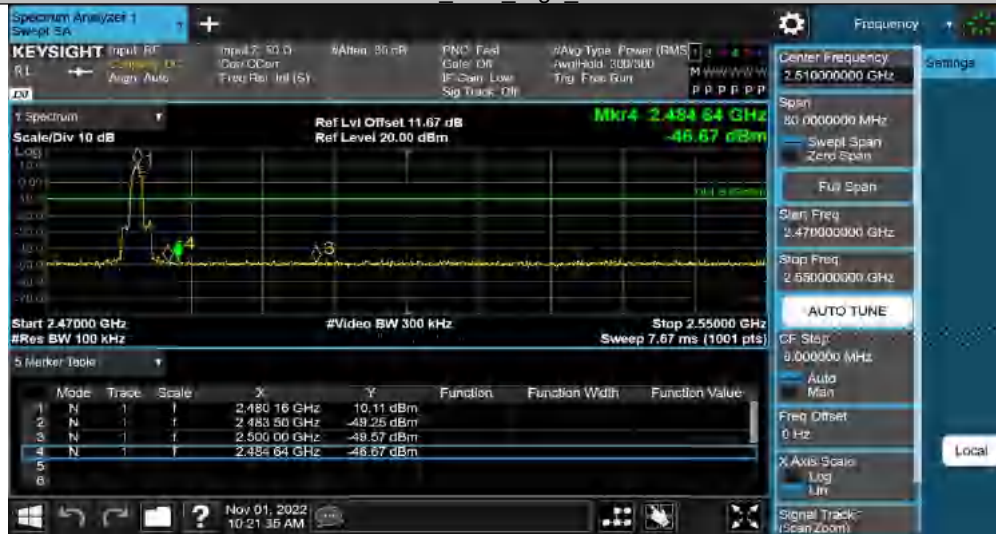 Spectrum Analyzer 1
Swept SA
Frequency
KEYSIGHT
Input: RF
Input Z: 50 Ω
#Atten: 30 dB
PNO: Fast
#Avg Type: Power (RMS)
Align: Auto
Freq Ref: Int (S)
Gate: Off
IF Gain: Low
Sig Track: Off
Avg|Hold: 300/300
Trig: Free Run
P P P P P P
Center Frequency
2.510000000 GHz
Settings
1 Spectrum
Scale/Div 10 dB
Ref Lvl Offset 11.67 dB
Ref Level 20.00 dBm
Mkr4 2.484 64 GHz
-46.67 dBm
Log
Span
80.0000000 MHz
Swept Span
Zero Span
Full Span
Start Freq
2.470000000 GHz
Stop Freq
2.550000000 GHz
AUTO TUNE
Start 2.47000 GHz
#Res BW 100 kHz
#Video BW 300 kHz
Stop 2.55000 GHz
Sweep 7.67 ms (1001 pts)
CF Step
8.000000 MHz
Auto
Man
5 Marker Table
Mode Trace Scale X Y Function Function Width Function Value
1 N 1 f 2.480 16 GHz 10.11 dBm
2 N 1 f 2.483 50 GHz -49.25 dBm
3 N 1 f 2.500 00 GHz -49.57 dBm
4 N 1 f 2.484 64 GHz -46.67 dBm
5
6
Freq Offset
0 Hz
X Axis Scale
Log
Lin
Local
Signal Track
(Span Zoom)
?
Nov 01, 2022
10:21:35 AM